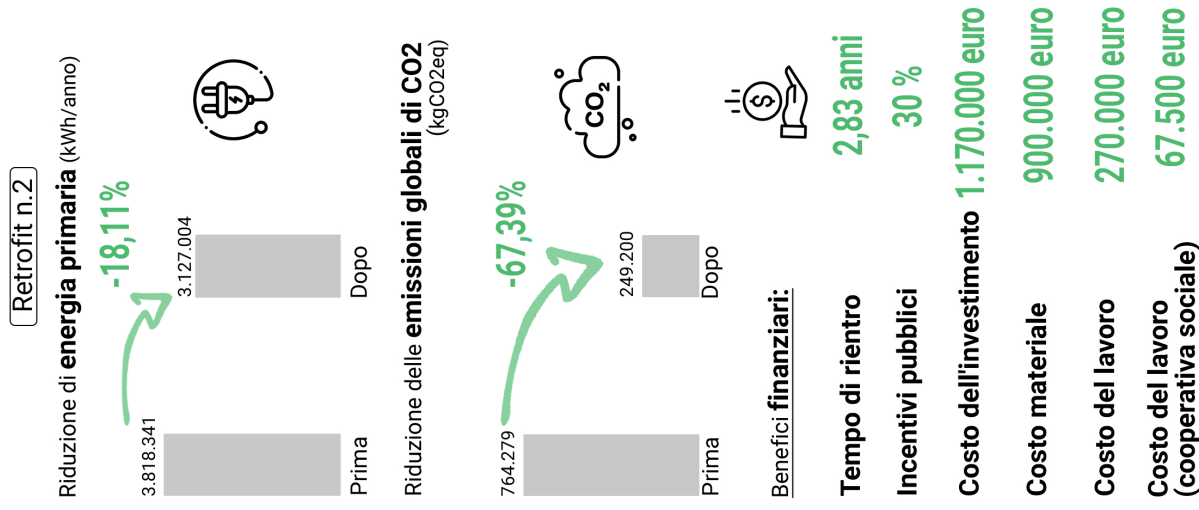 Retrofit n.2
Riduzione di energia primaria (kWh/anno)
-18,11%
3.818.341
3.127.004
Prima
Dopo
Riduzione delle emissioni globali di CO2
(kgCO2eq)
-67,39%
764.279
249.200
CO₂
Prima
Dopo
Benefici finanziari:
$
Tempo di rientro 2,83 anni
Incentivi pubblici 30 %
Costo dell'investimento 1.170.000 euro
Costo materiale 900.000 euro
Costo del lavoro 270.000 euro
Costo del lavoro 67.500 euro
(cooperativa sociale)